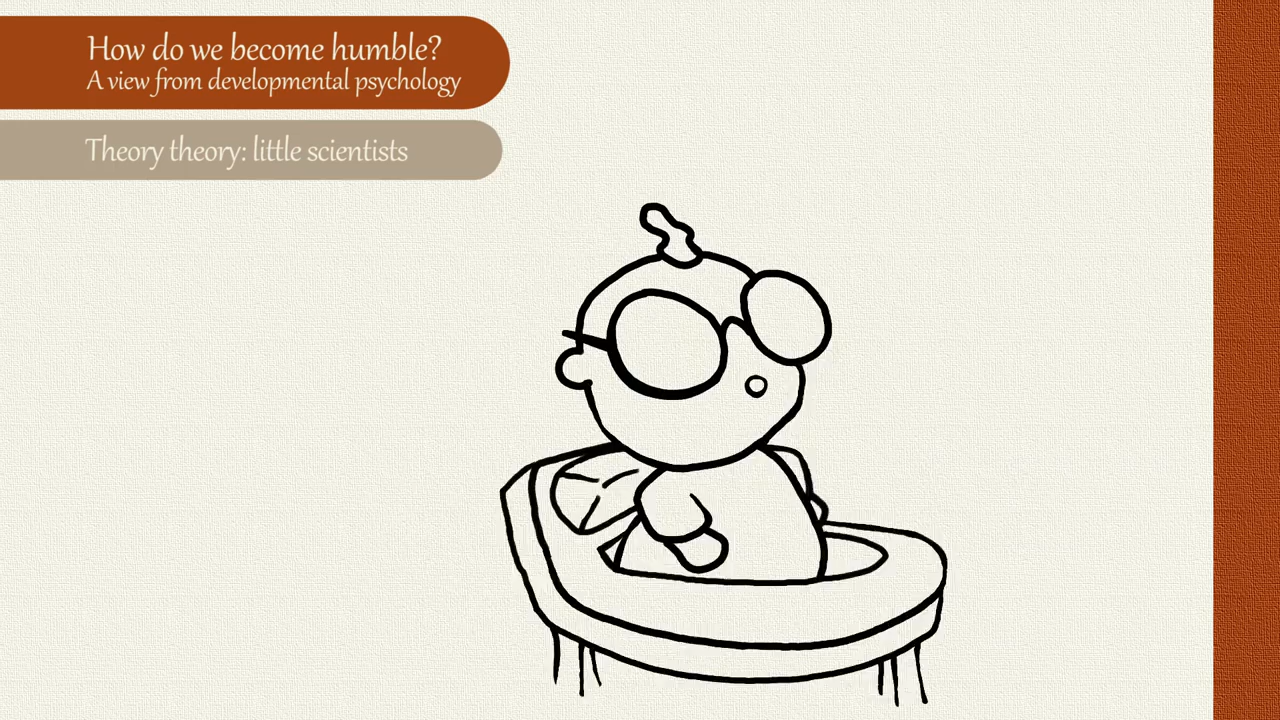 How do we become humble?
A view from developmental psychology
Theory theory: little scientists